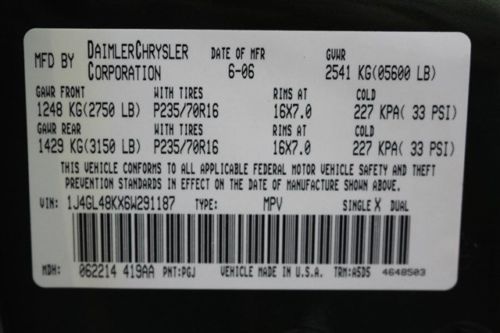 MFD BY DAIMLERCHRYSLER CORPORATION DATE OF MFR 6-06 GVWR 2541 KG(05600 LB)
GAWR FRONT WITH TIRES RIMS AT COLD
1248 KG(2750 LB) P235/70R16 16X7.0 227 KPA( 33 PSI)
GAWR REAR WITH TIRES RIMS AT COLD
1429 KG(3150 LB) P235/70R16 16X7.0 227 KPA( 33 PSI)
THIS VEHICLE CONFORMS TO ALL APPLICABLE FEDERAL MOTOR VEHICLE SAFETY AND THEFT
PREVENTION STANDARDS IN EFFECT ON THE DATE OF MANUFACTURE SHOWN ABOVE.
VIN: 1J4GL48KX6W291187 TYPE: MPV SINGLE X DUAL
MDH: 062214 419AA PNT:PGJ VEHICLE MADE IN U.S.A. TRM:A5D5 4648503